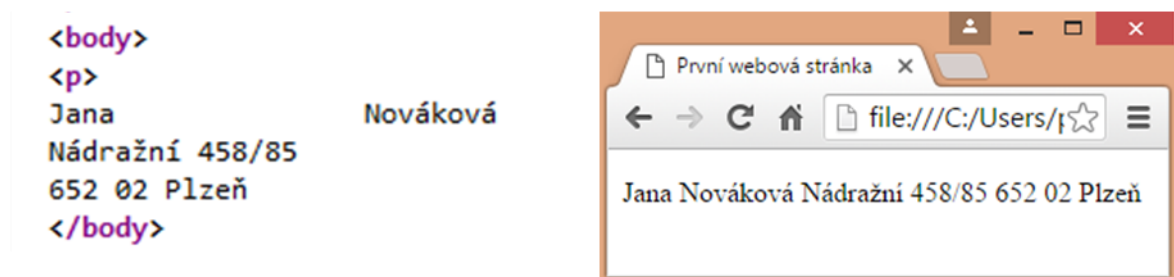 <body>
<p>
Jana                Nováková
Nádražní 458/85
652 02 Plzeň
</body>
První webová stránka
file:///C:/Users/p
Jana Nováková Nádražní 458/85 652 02 Plzeň